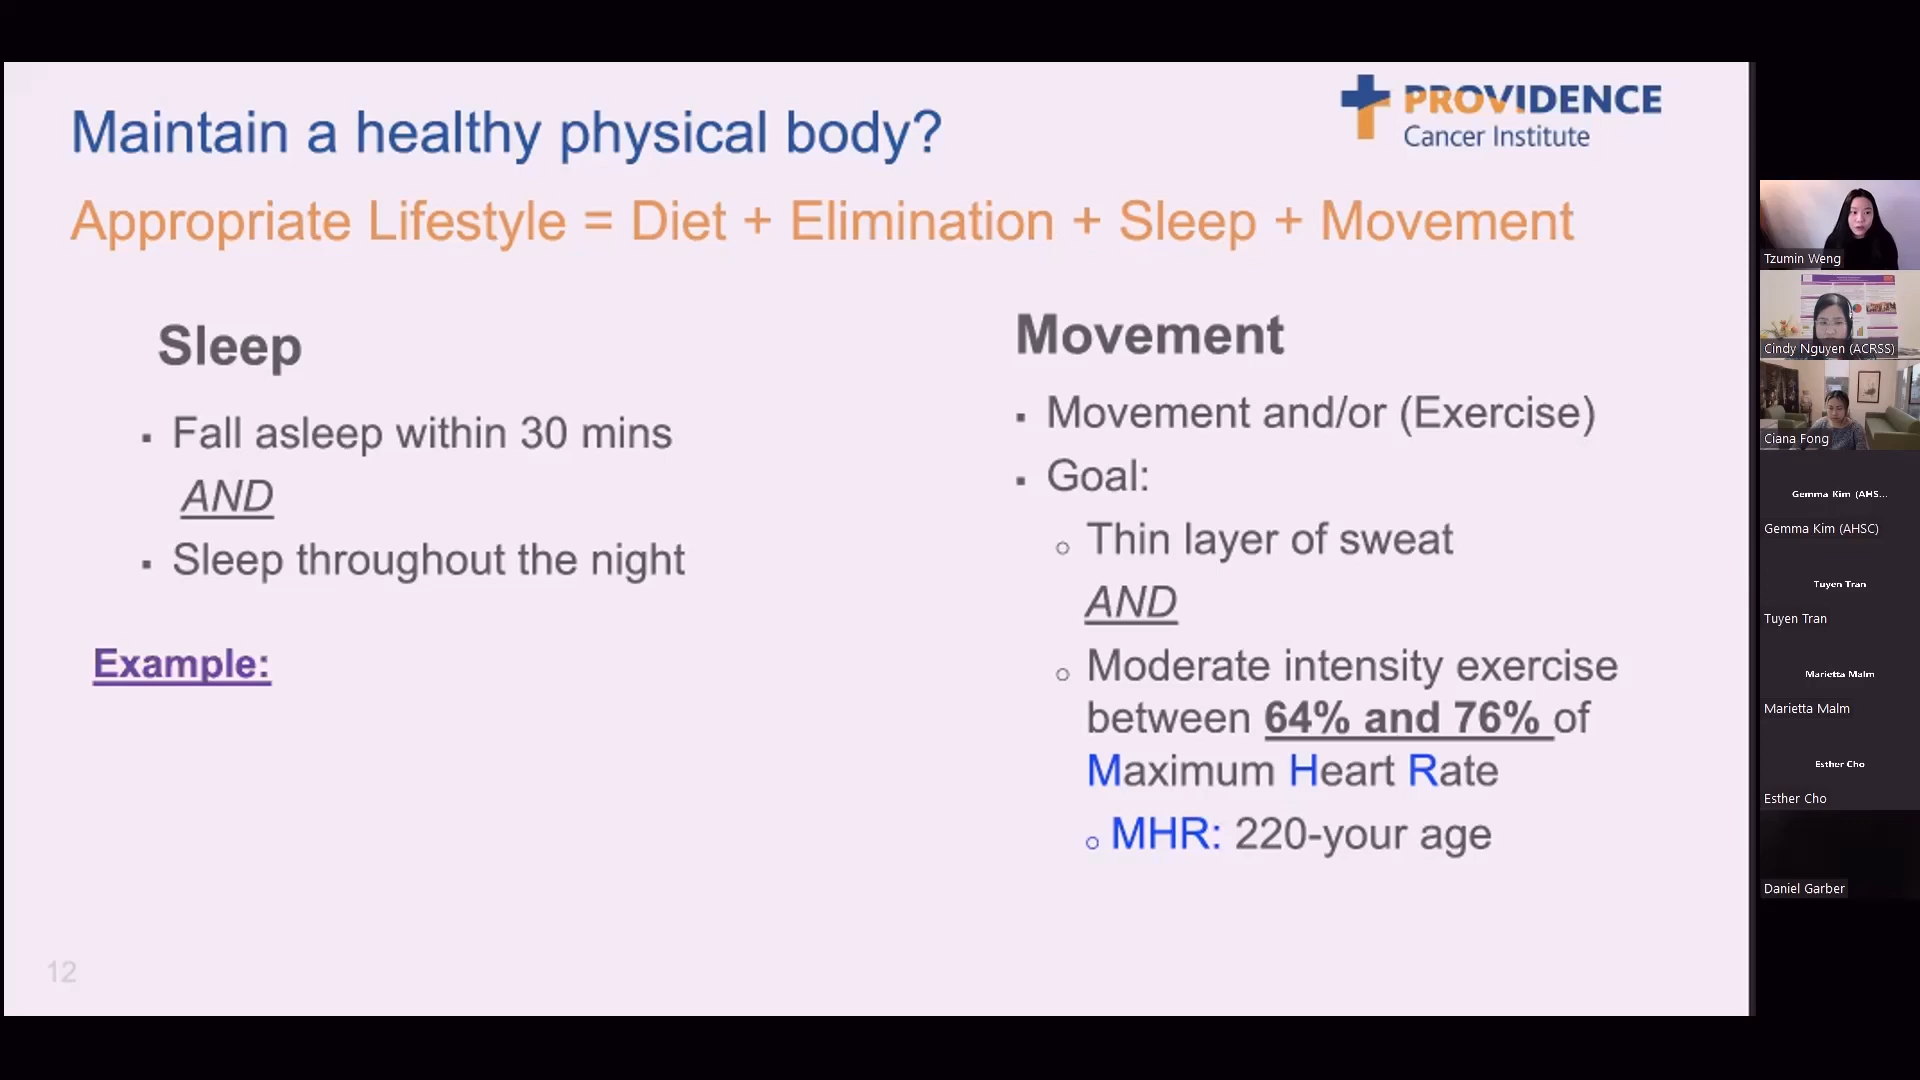 Maintain a healthy physical body?
PROVIDENCE
Cancer Institute
Appropriate Lifestyle = Diet + Elimination + Sleep + Movement
Sleep
▪ Fall asleep within 30 mins
AND
▪ Sleep throughout the night
Example:
Movement
▪ Movement and/or (Exercise)
▪ Goal:
○ Thin layer of sweat
AND
○ Moderate intensity exercise
between 64% and 76% of
Maximum Heart Rate
○ MHR: 220-your age
12
Tzumin Weng
Cindy Nguyen (ACRSS)
Ciana Fong
Gemma Kim (AHS...
Gemma Kim (AHSC)
Tuyen Tran
Tuyen Tran
Marietta Malm
Marietta Malm
Esther Cho
Esther Cho
Daniel Garber